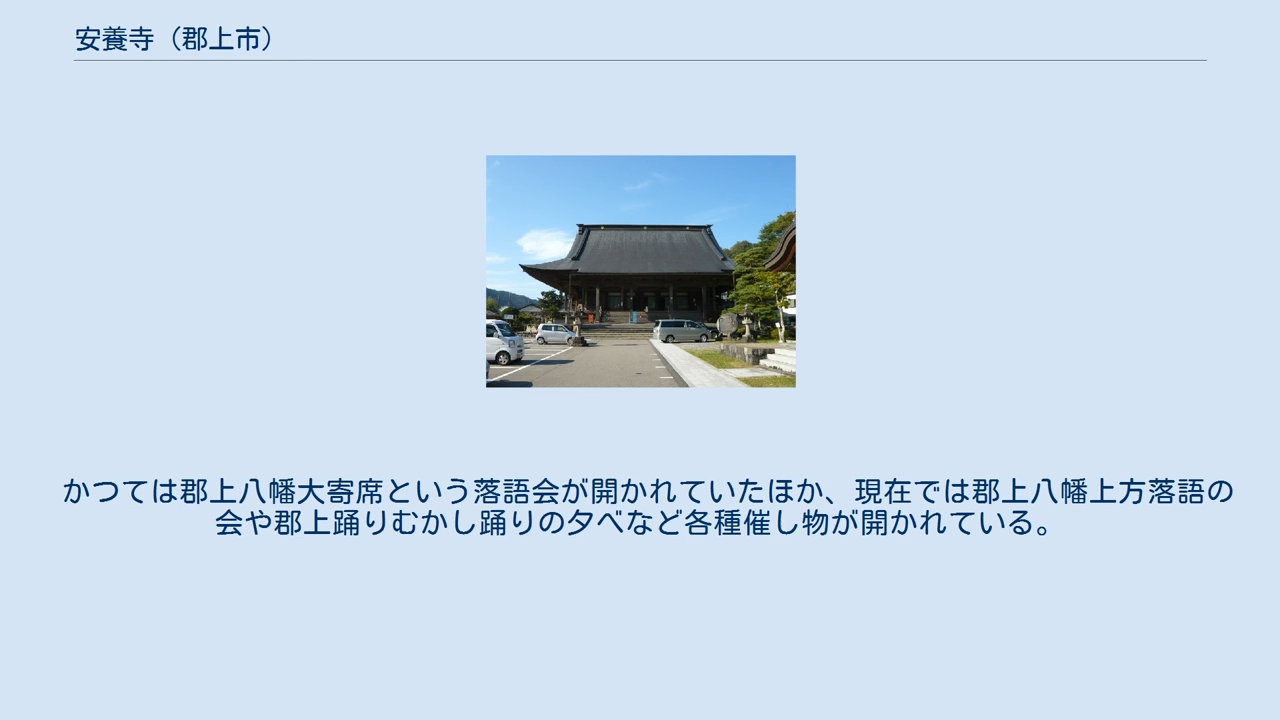 安養寺（郡上市）
かつては郡上八幡大寄席という落語会が開かれていたほか、現在では郡上八幡上方落語の
会や郡上踊りむかし踊りの夕べなど各種催し物が開かれている。